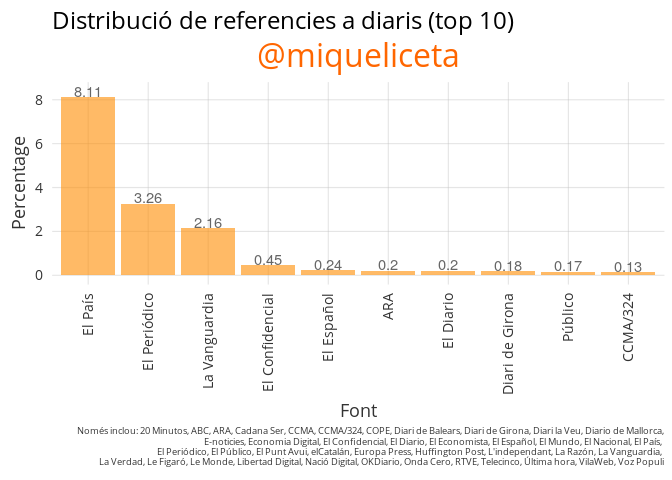 Distribució de referencies a diaris (top 10)
@miqueliceta
Percentage
8
6
4
2
0
8.11
3.26
2.16
0.45
0.24
0.2
0.2
0.18
0.17
0.13
El País
El Periódico
La Vanguardia
El Confidencial
El Español
ARA
El Diario
Diari de Girona
Público
CCMA/324
Font
Només inclou: 20 Minutos, ABC, ARA, Cadana Ser, CCMA, CCMA/324, COPE, Diari de Balears, Diari de Girona, Diari la Veu, Diario de Mallorca,
E-noticies, Economia Digital, El Confidencial, El Diario, El Economista, El Español, El Mundo, El Nacional, El País,
El Periódico, El Público, El Punt Avui, elCatalán, Europa Press, Huffington Post, L'independant, La Razón, La Vanguardia,
La Verdad, Le Figaró, Le Monde, Libertad Digital, Nació Digital, OKDiario, Onda Cero, RTVE, Telecinco, Última hora, VilaWeb, Voz Populi